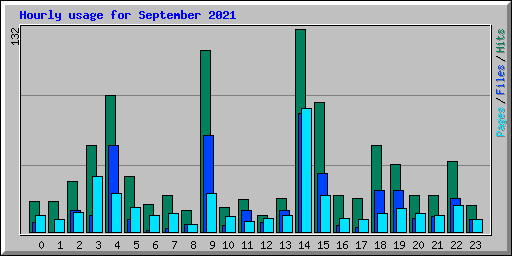 Hourly usage for September 2021
132
Pages / Files / Hits
0 1 2 3 4 5 6 7 8 9 10 11 12 13 14 15 16 17 18 19 20 21 22 23